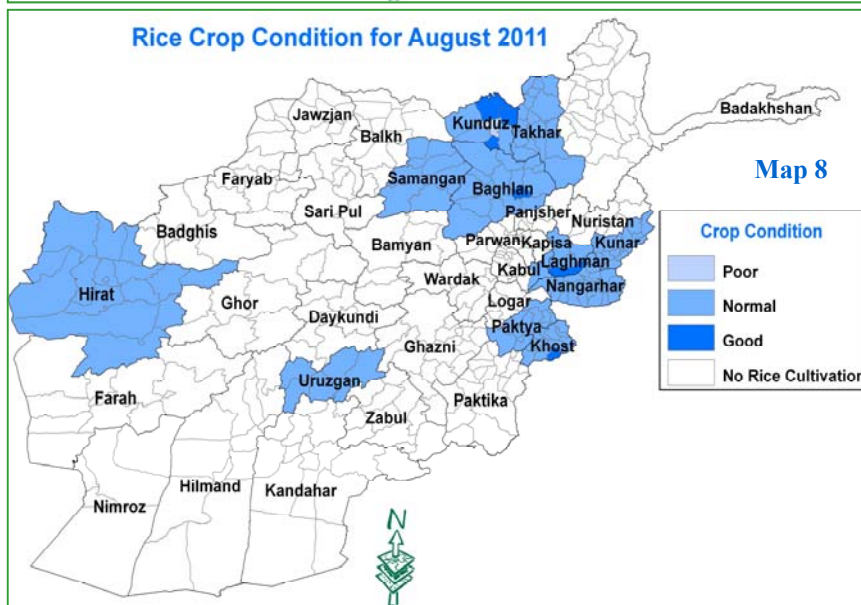 Rice Crop Condition for August 2011
Badakhshan
Jawzjan
Kunduz
Takhar
Balkh
Map 8
Faryab
Samangan
Baghlan
Sari Pul
Panjsher
Nuristan
Badghis
Bamyan
Parwan
Kapisa
Kunar
Crop Condition
Laghman
Poor
Hirat
Wardak
Kabul
Nangarhar
Normal
Ghor
Logar
Daykundi
Paktya
Good
Ghazni
Khost
Uruzgan
No Rice Cultivation
Farah
Zabul
Paktika
Hilmand
Kandahar
Nimroz
N